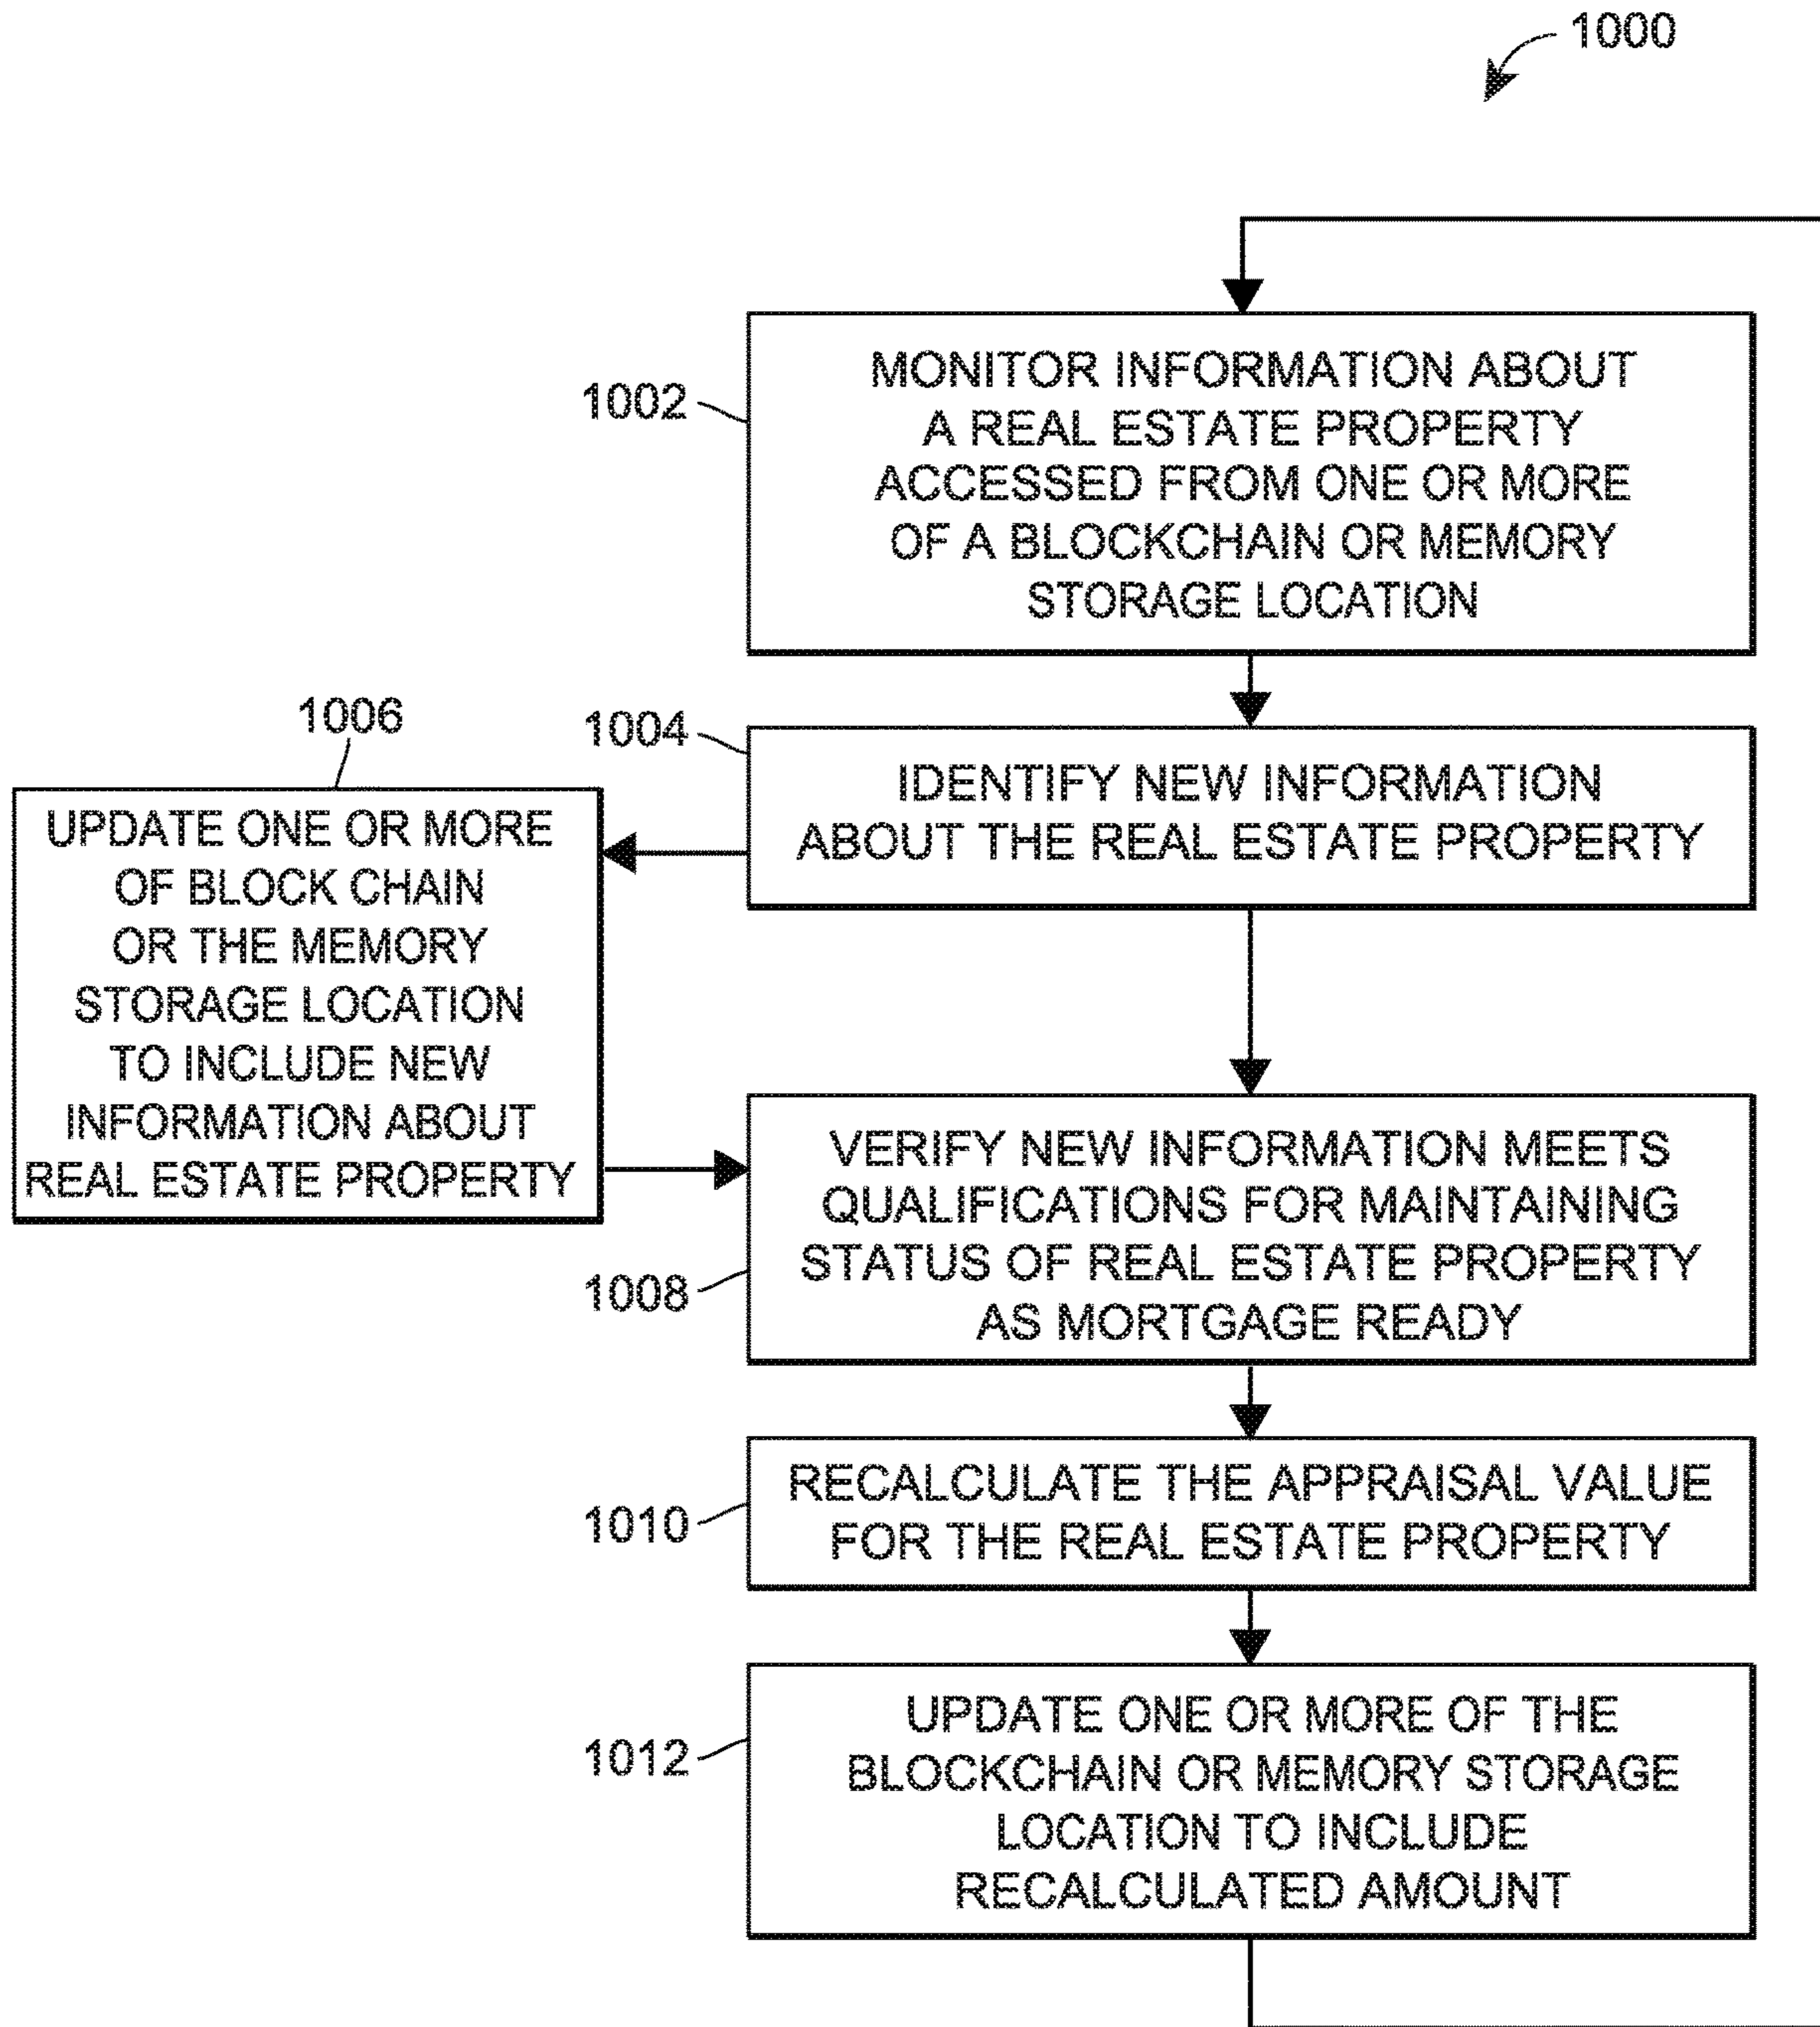 1000
1002
MONITOR INFORMATION ABOUT
A REAL ESTATE PROPERTY
ACCESSED FROM ONE OR MORE
OF A BLOCKCHAIN OR MEMORY
STORAGE LOCATION
1004
IDENTIFY NEW INFORMATION
ABOUT THE REAL ESTATE PROPERTY
1006
UPDATE ONE OR MORE
OF BLOCK CHAIN
OR THE MEMORY
STORAGE LOCATION
TO INCLUDE NEW
INFORMATION ABOUT
REAL ESTATE PROPERTY
1008
VERIFY NEW INFORMATION MEETS
QUALIFICATIONS FOR MAINTAINING
STATUS OF REAL ESTATE PROPERTY
AS MORTGAGE READY
1010
RECALCULATE THE APPRAISAL VALUE
FOR THE REAL ESTATE PROPERTY
1012
UPDATE ONE OR MORE OF THE
BLOCKCHAIN OR MEMORY STORAGE
LOCATION TO INCLUDE
RECALCULATED AMOUNT